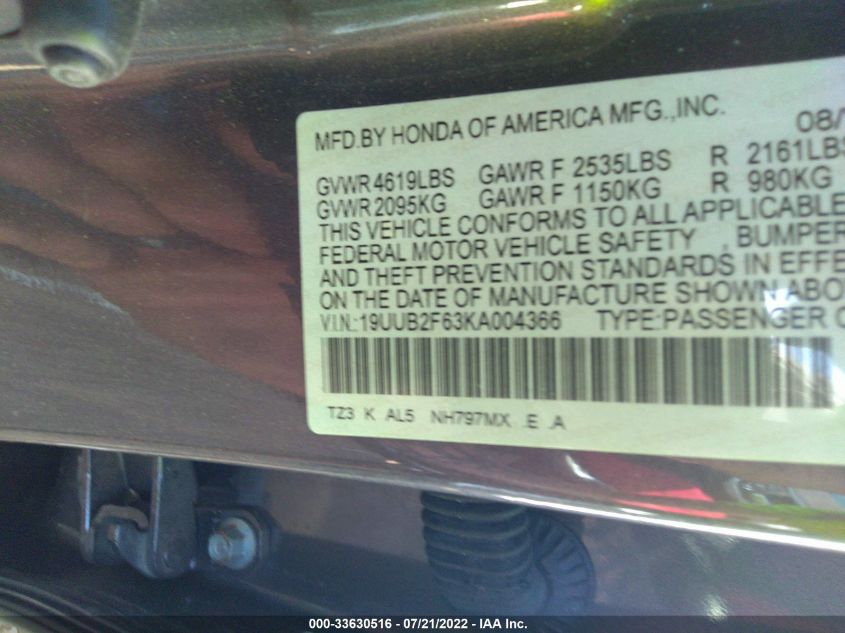 MFD.BY HONDA OF AMERICA MFG.,INC. 08/
GVWR 4619LBS GAWR F 2535LBS R 2161LBS
GVWR 2095KG GAWR F 1150KG R 980KG
THIS VEHICLE CONFORMS TO ALL APPLICABLE
FEDERAL MOTOR VEHICLE SAFETY , BUMPER
AND THEFT PREVENTION STANDARDS IN EFFE
ON THE DATE OF MANUFACTURE SHOWN ABO
V.I.N.:19UUB2F63KA004366 TYPE:PASSENGER C
TZ3 K AL5 NH797MX .E .A
000-33630516 - 07/21/2022 - IAA Inc.